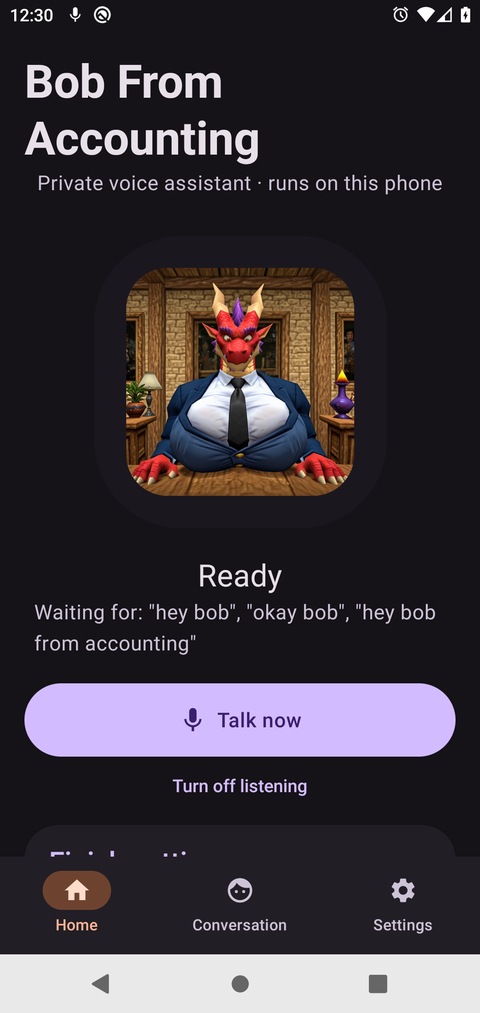 12:30
Bob From
Accounting
Private voice assistant · runs on this phone
Ready
Waiting for: "hey bob", "okay bob", "hey bob
from accounting"
Talk now
Turn off listening
Home
Conversation
Settings